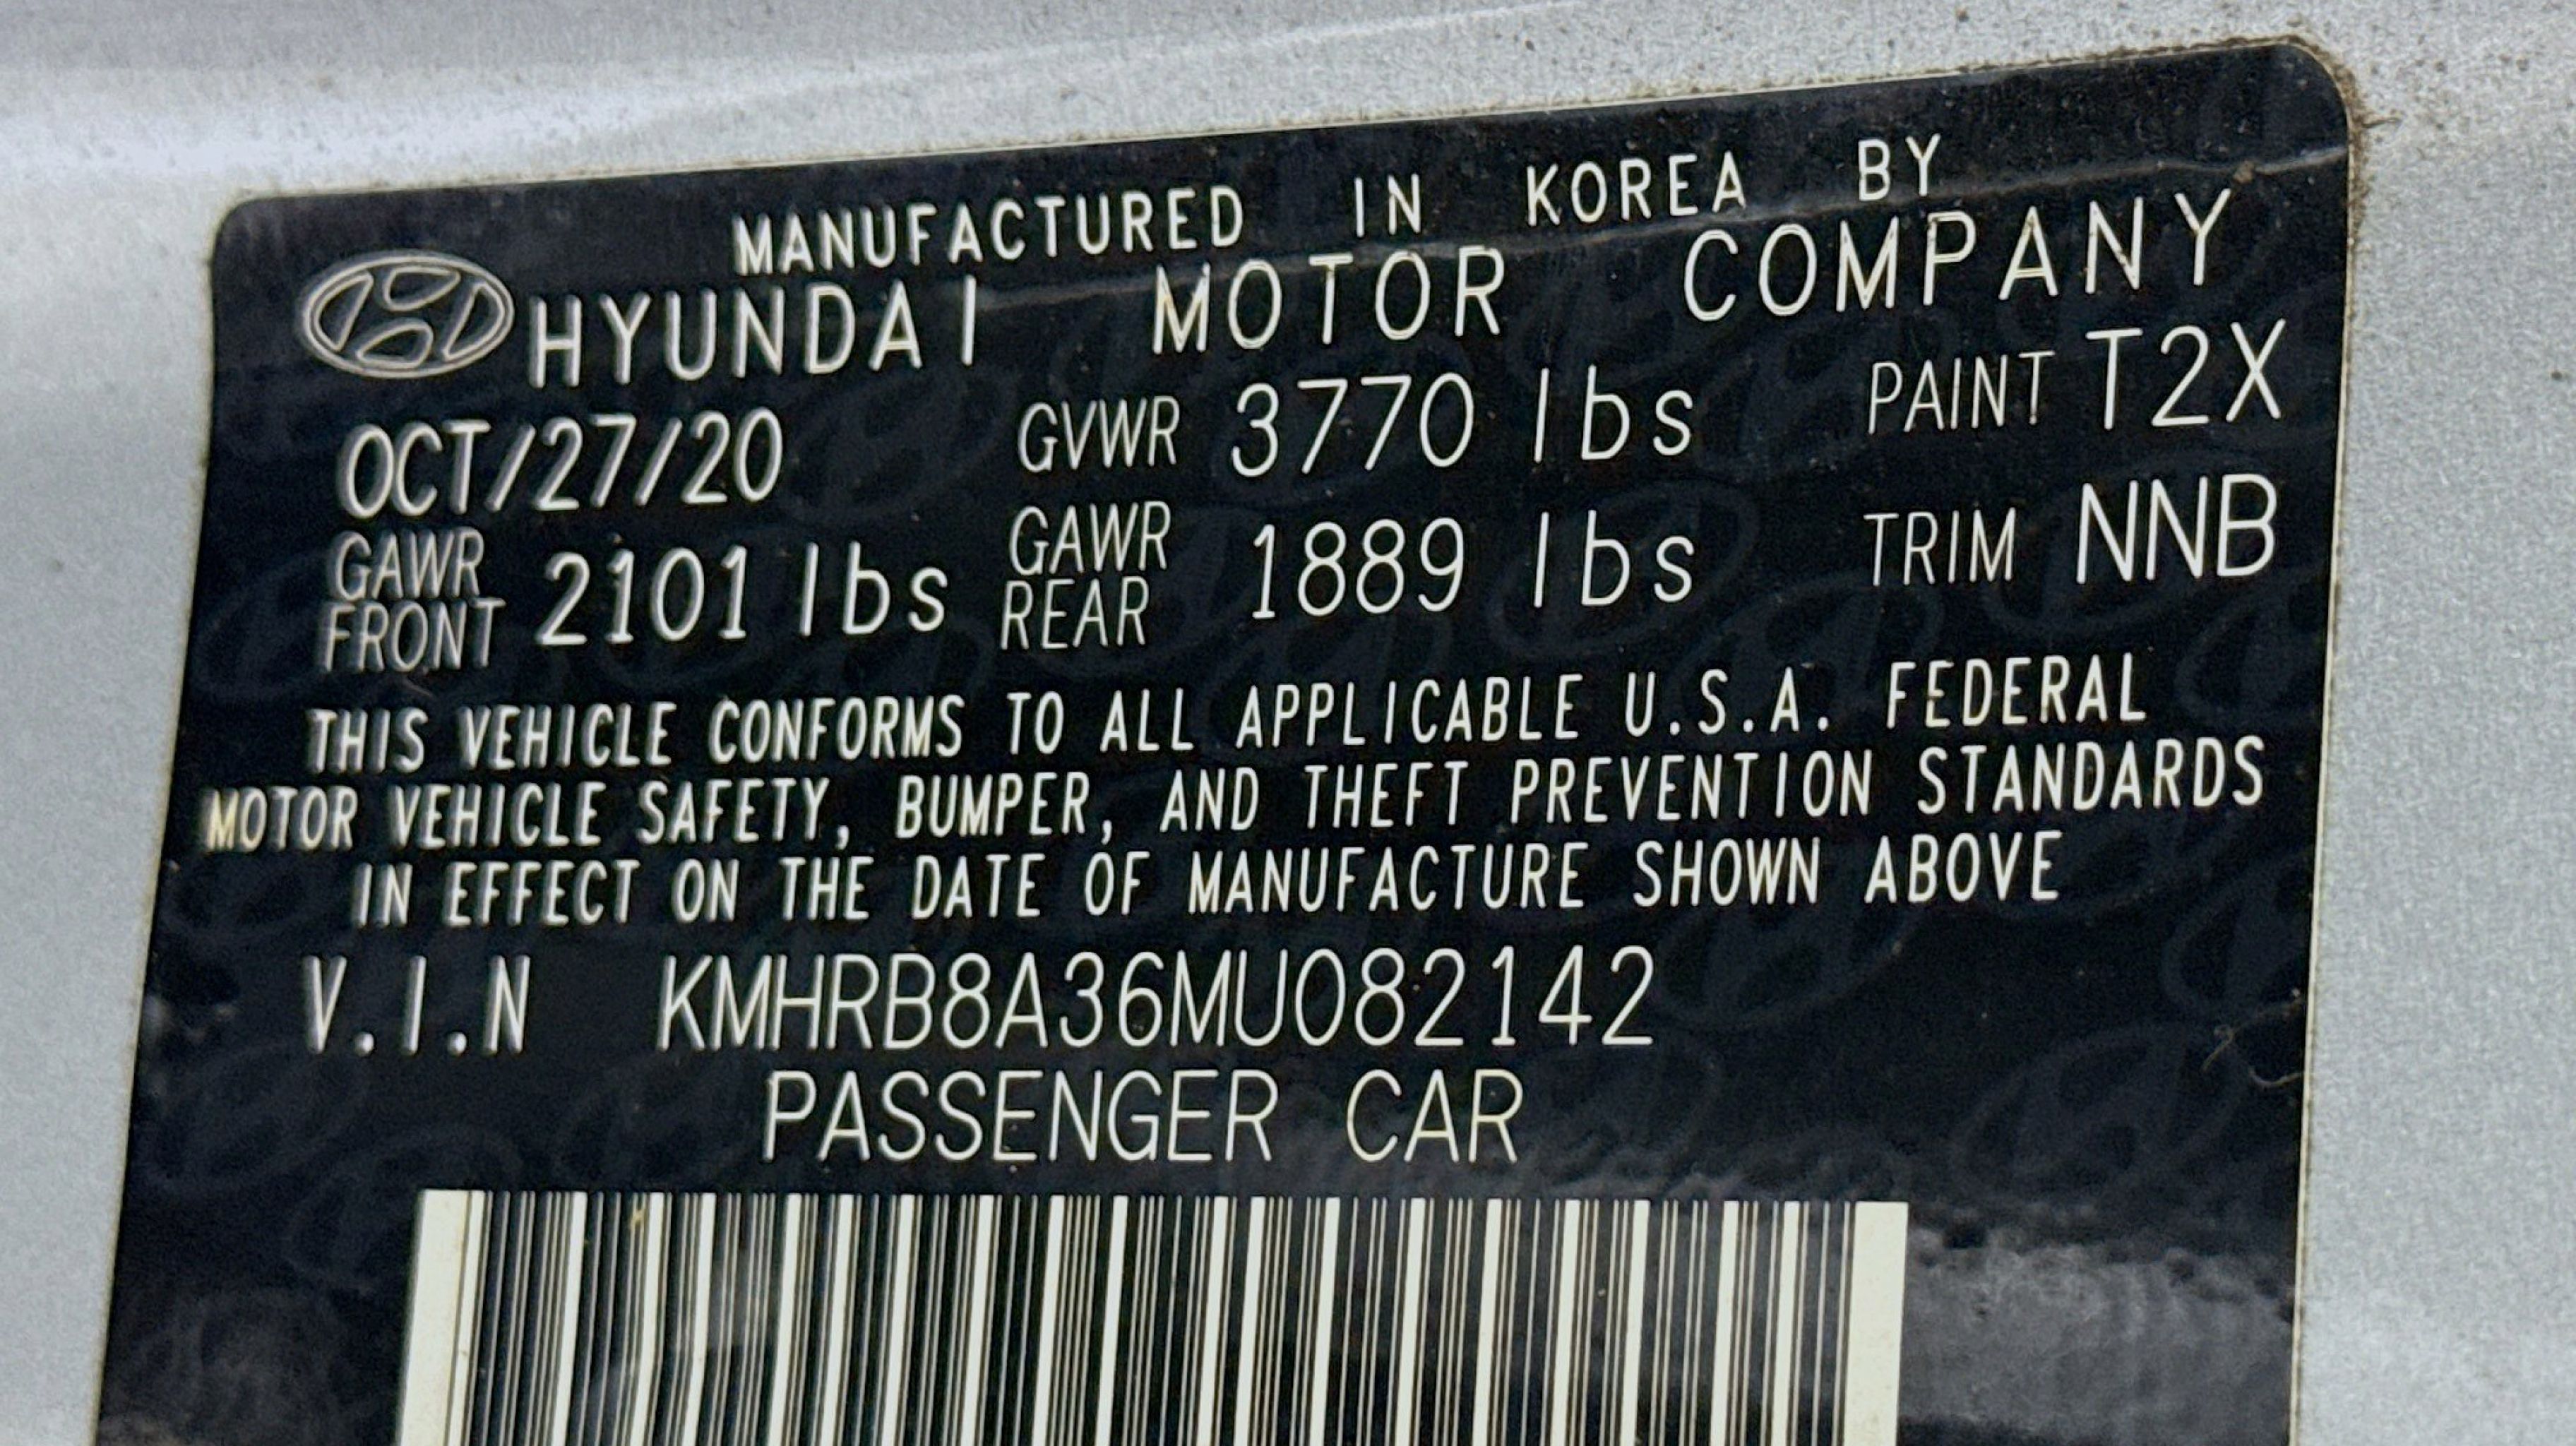 MANUFACTURED IN KOREA BY
HYUNDAI MOTOR COMPANY
OCT/27/20 GVWR 3770 lbs PAINT T2X
GAWR FRONT 2101 lbs GAWR REAR 1889 lbs TRIM NNB
THIS VEHICLE CONFORMS TO ALL APPLICABLE U.S.A. FEDERAL
MOTOR VEHICLE SAFETY, BUMPER, AND THEFT PREVENTION STANDARDS
IN EFFECT ON THE DATE OF MANUFACTURE SHOWN ABOVE
V.I.N KMHRB8A36MU082142
PASSENGER CAR